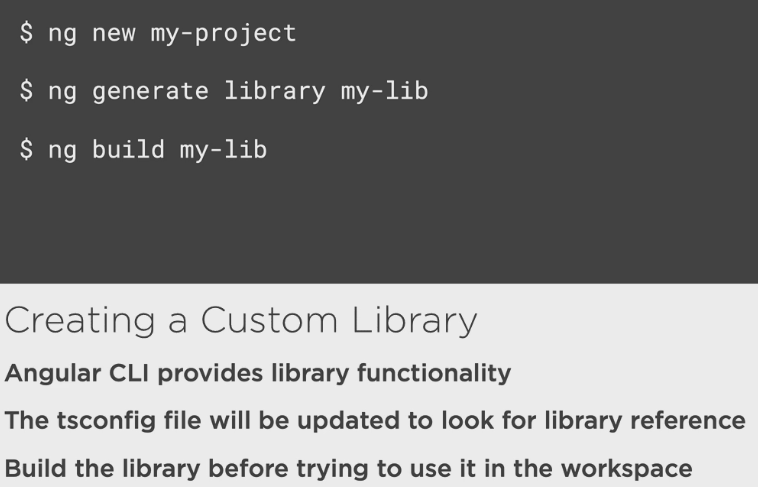 $ ng new my-project
$ ng generate library my-lib
$ ng build my-lib
Creating a Custom Library
Angular CLI provides library functionality
The tsconfig file will be updated to look for library reference
Build the library before trying to use it in the workspace